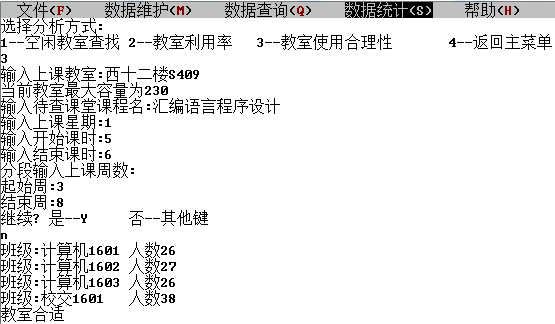 文件(F) 数据维护(M) 数据查询(Q) 数据统计(S) 帮助(H)
选择分析方式:
1--空闲教室查找 2--教室利用率 3--教室使用合理性 4--返回主菜单
3
输入上课教室:西十二楼S409
当前教室最大容量为230
输入待查课堂课程名:汇编语言程序设计
输入上课星期:1
输入开始课时:5
输入结束课时:6
分段输入上课周数:
起始周:3
结束周:8
继续? 是--Y 否--其他键
n
班级:计算机1601 人数26
班级:计算机1602 人数27
班级:计算机1603 人数26
班级:校交1601 人数38
教室合适